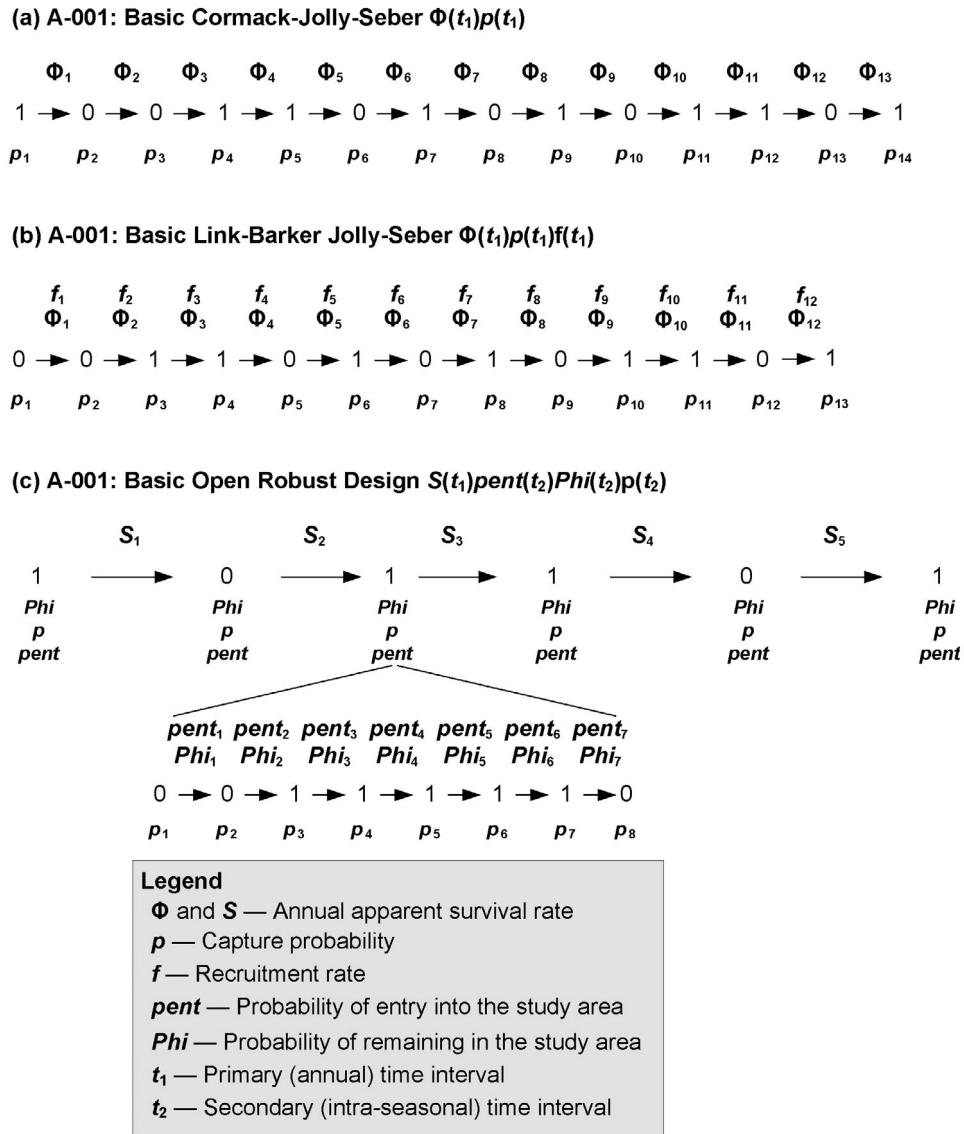 (a) A-001: Basic Cormack-Jolly-Seber Φ(t₁)p(t₁)
Φ₁ Φ₂ Φ₃ Φ₄ Φ₅ Φ₆ Φ₇ Φ₈ Φ₉ Φ₁₀ Φ₁₁ Φ₁₂ Φ₁₃
1 → 0 → 0 → 1 → 1 → 0 → 1 → 0 → 1 → 0 → 1 → 1 → 0 → 1
p₁ p₂ p₃ p₄ p₅ p₆ p₇ p₈ p₉ p₁₀ p₁₁ p₁₂ p₁₃ p₁₄
(b) A-001: Basic Link-Barker Jolly-Seber Φ(t₁)p(t₁)f(t₁)
f₁ f₂ f₃ f₄ f₅ f₆ f₇ f₈ f₉ f₁₀ f₁₁ f₁₂
Φ₁ Φ₂ Φ₃ Φ₄ Φ₅ Φ₆ Φ₇ Φ₈ Φ₉ Φ₁₀ Φ₁₁ Φ₁₂
0 → 0 → 1 → 1 → 0 → 1 → 0 → 1 → 0 → 1 → 1 → 0 → 1
p₁ p₂ p₃ p₄ p₅ p₆ p₇ p₈ p₉ p₁₀ p₁₁ p₁₂ p₁₃
(c) A-001: Basic Open Robust Design S(t₁)pent(t₂)Phi(t₂)p(t₂)
S₁ S₂ S₃ S₄ S₅
1 → 0 → 1 → 1 → 0 → 1
Phi Phi Phi Phi Phi Phi
p p p p p p
pent pent pent pent pent pent
pent₁ pent₂ pent₃ pent₄ pent₅ pent₆ pent₇
Phi₁ Phi₂ Phi₃ Phi₄ Phi₅ Phi₆ Phi₇
0 → 0 → 1 → 1 → 1 → 1 → 1 → 0
p₁ p₂ p₃ p₄ p₅ p₆ p₇ p₈
Legend
Φ and S — Annual apparent survival rate
p — Capture probability
f — Recruitment rate
pent — Probability of entry into the study area
Phi — Probability of remaining in the study area
t₁ — Primary (annual) time interval
t₂ — Secondary (intra-seasonal) time interval